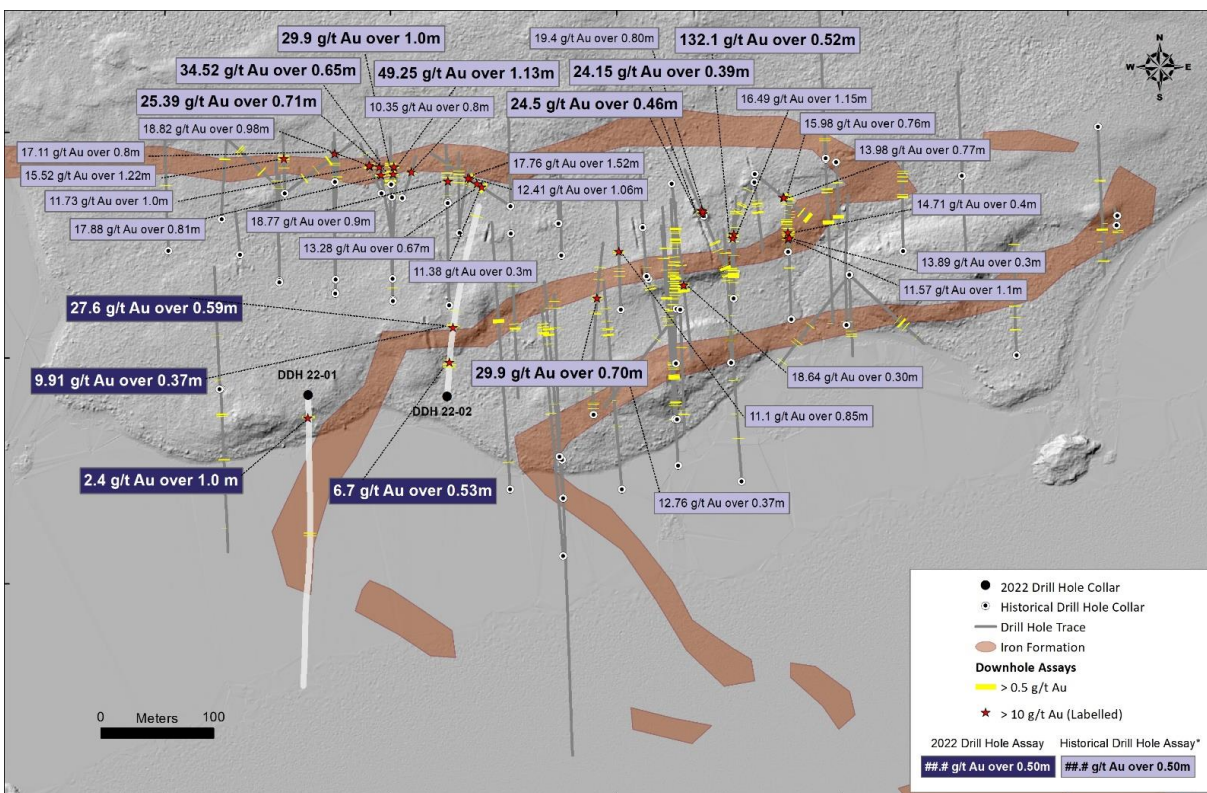 29.9 g/t Au over 1.0m
19.4 g/t Au over 0.80m
132.1 g/t Au over 0.52m
N
W E
S
34.52 g/t Au over 0.65m
49.25 g/t Au over 1.13m
24.15 g/t Au over 0.39m
25.39 g/t Au over 0.71m
10.35 g/t Au over 0.8m
24.5 g/t Au over 0.46m
16.49 g/t Au over 1.15m
18.82 g/t Au over 0.98m
15.98 g/t Au over 0.76m
17.11 g/t Au over 0.8m
13.98 g/t Au over 0.77m
15.52 g/t Au over 1.22m
17.76 g/t Au over 1.52m
11.73 g/t Au over 1.0m
12.41 g/t Au over 1.06m
14.71 g/t Au over 0.4m
17.88 g/t Au over 0.81m
18.77 g/t Au over 0.9m
13.28 g/t Au over 0.67m
13.89 g/t Au over 0.3m
11.38 g/t Au over 0.3m
11.57 g/t Au over 1.1m
27.6 g/t Au over 0.59m
9.91 g/t Au over 0.37m
DDH 22-01
29.9 g/t Au over 0.70m
18.64 g/t Au over 0.30m
DDH 22-02
11.1 g/t Au over 0.85m
2.4 g/t Au over 1.0 m
6.7 g/t Au over 0.53m
12.76 g/t Au over 0.37m
0 Meters 100
2022 Drill Hole Collar
Historical Drill Hole Collar
Drill Hole Trace
Iron Formation
Downhole Assays
> 0.5 g/t Au
> 10 g/t Au (Labelled)
2022 Drill Hole Assay Historical Drill Hole Assay*
##.# g/t Au over 0.50m ##.# g/t Au over 0.50m